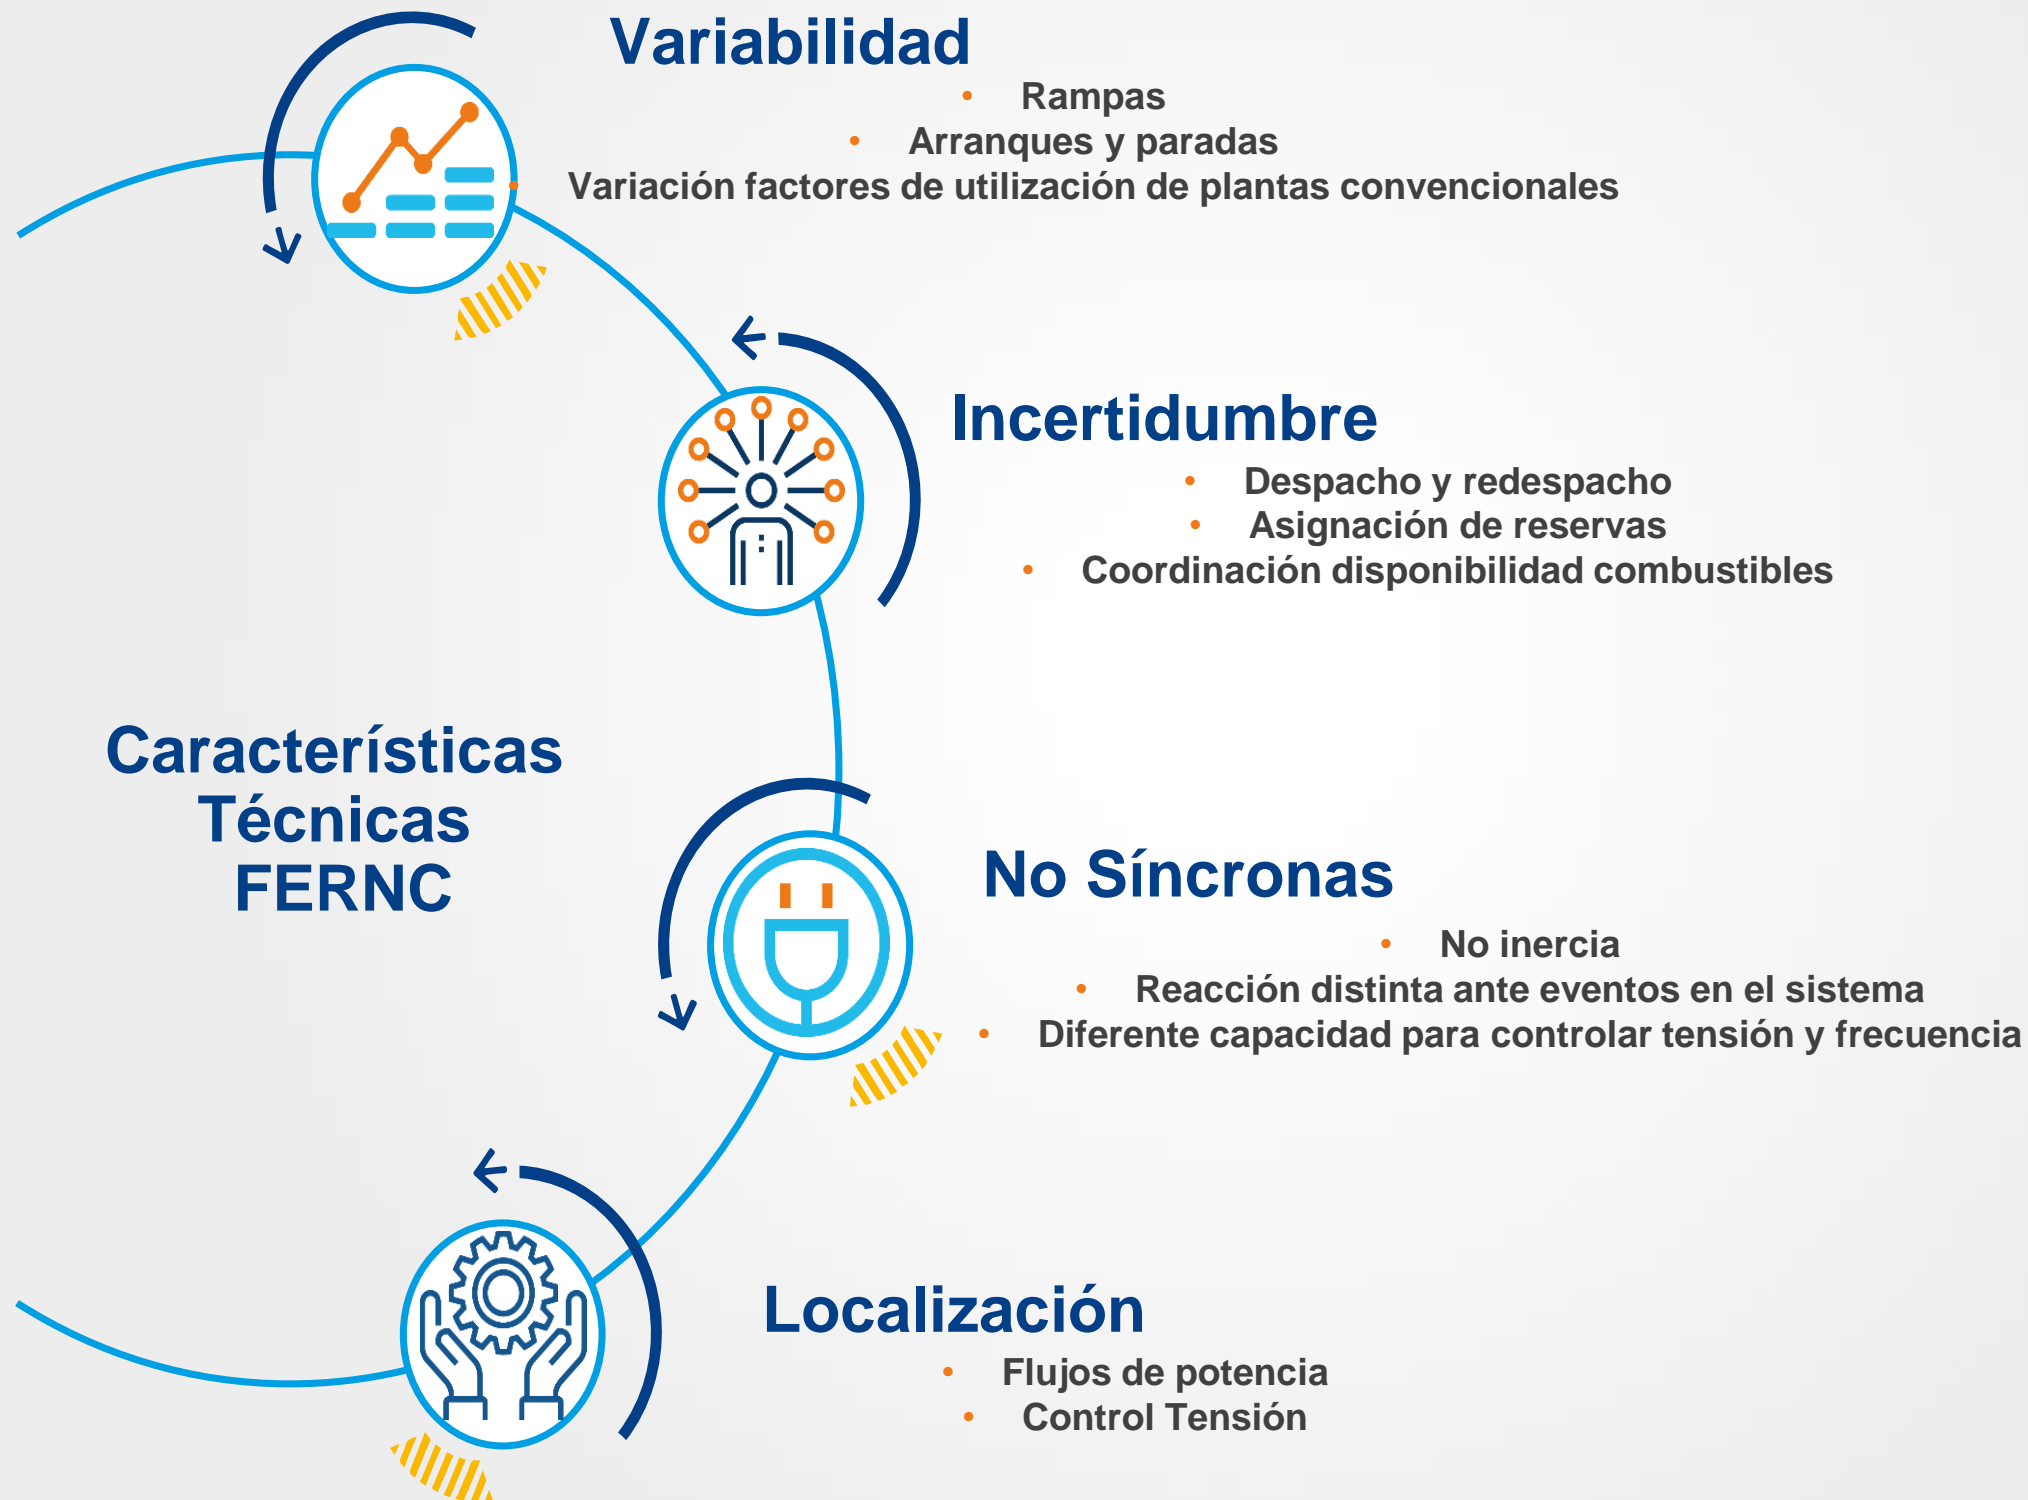 Variabilidad
• Rampas
• Arranques y paradas
• Variación factores de utilización de plantas convencionales
Incertidumbre
• Despacho y redespacho
• Asignación de reservas
• Coordinación disponibilidad combustibles
Características
Técnicas
FERNC
No Síncronas
• No inercia
• Reacción distinta ante eventos en el sistema
• Diferente capacidad para controlar tensión y frecuencia
Localización
• Flujos de potencia
• Control Tensión